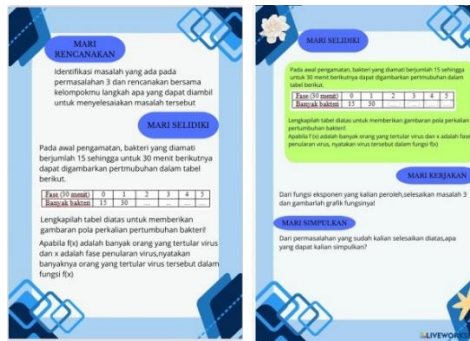 MARI
RENCANAKAN
Identifikasi masalah yang ada pada
permasalahan 3 dan rencanakan bersama
kelompokmu langkah apa yang dapat diambil
untuk menyelesaiakan masalah tersebut
MARI SELIDIKI
Pada awal pengamatan, bakteri yang diamati
berjumlah 15 sehingga untuk 30 menit berikutnya
dapat digambarkan pertmubuhan dalam tabel
berikut.
Fase (30 menit) 0 1 2 3 4 5
Banyak bakteri 15 30 ... ... ... ...
Lengkapilah tabel diatas untuk memberikan
gambaran pola perkalian pertumbuhan bakteri!
Apabila f(x) adalah banyak orang yang tertular virus
dan x adalah fase penularan virus,nyatakan
banyaknya orang yang tertular virus tersebut dalam
fungsi f(x)
MARI SELIDIKI
Pada awal pengamatan, bakteri yang diamati berjumlah 15 sehingga
untuk 30 menit berikutnya dapat digambarkan pertmubuhan dalam
tabel berikut.
Fase (30 menit) 0 1 2 3 4 5
Banyak bakteri 15 30 ... ... ... ...
Lengkapilah tabel diatas untuk memberikan gambaran pola perkalian
pertumbuhan bakteri!
Apabila f (x) adalah banyak orang yang tertular virus dan x adalah fase
penularan virus, nyatakan virus tersebut dalam fungsi f(x)
MARI KERJAKAN
Dari fungsi eksponen yang kalian peroleh,selesaikan masalah 3
dan gambarlah grafik fungsinya!
MARI SIMPULKAN
Dari permasalahan yang sudah kalian selesaikan diatas,apa
yang dapat kalian simpulkan?